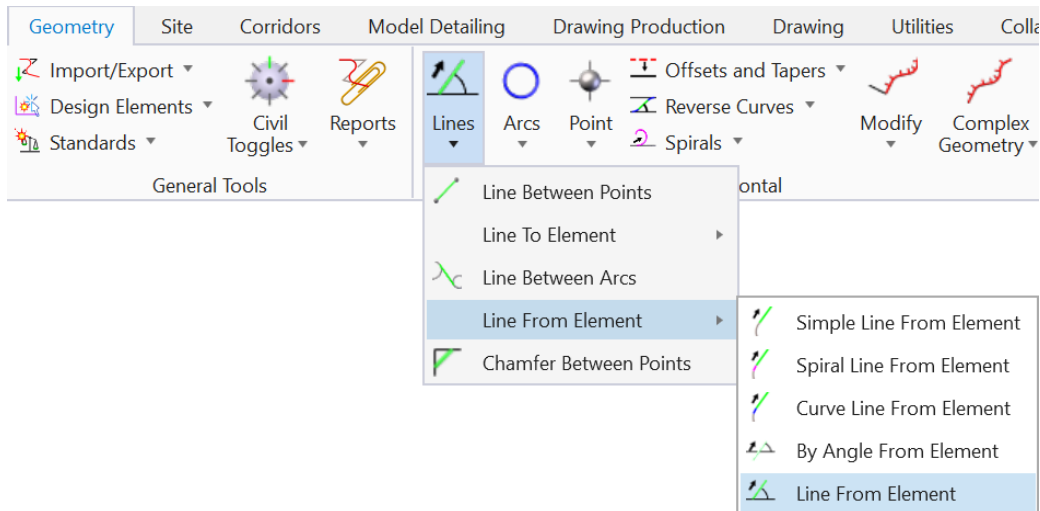 Geometry Site Corridors Model Detailing Drawing Production Drawing Utilities Colla
Import/Export
Design Elements
Standards
Civil Toggles
Reports
General Tools
Lines
Arcs
Point
Offsets and Tapers
Reverse Curves
Spirals
Modify
Complex Geometry
ontal
Line Between Points
Line To Element
Line Between Arcs
Line From Element
Chamfer Between Points
Simple Line From Element
Spiral Line From Element
Curve Line From Element
By Angle From Element
Line From Element